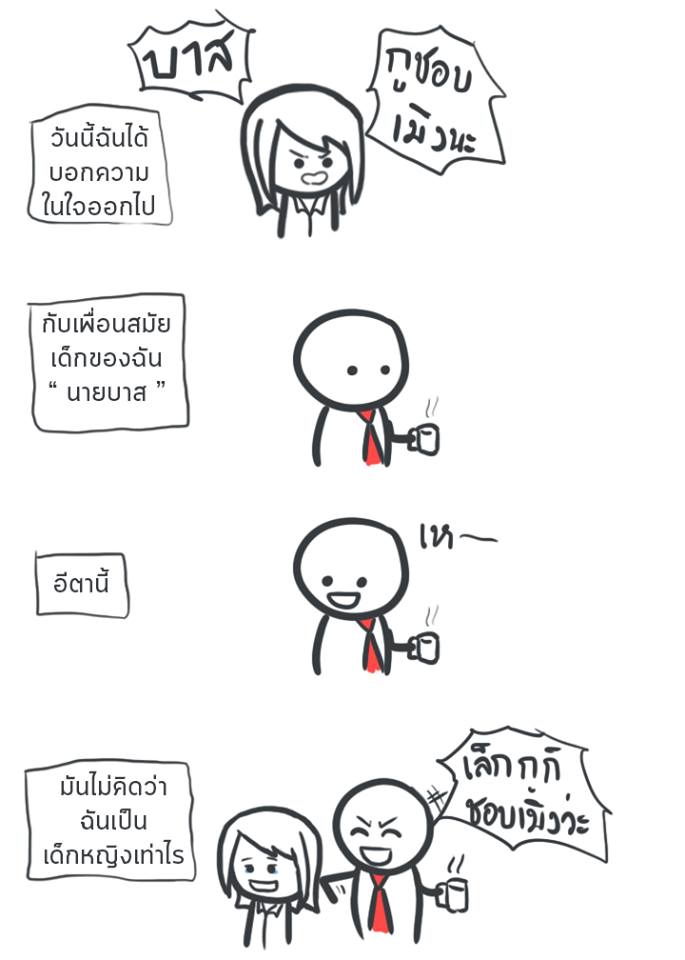 บาส
กูชอบ
เมิงนะ
วันนี้ฉันได้
บอกความ
ในใจออกไป
กับเพื่อนสมัย
เด็กของฉัน
“ นายบาส ”
เห~
อีตานี้
เล็กกกก็
ชอบเมิงว่ะ
มันไม่คิดว่า
ฉันเป็น
เด็กหญิงเท่าไร